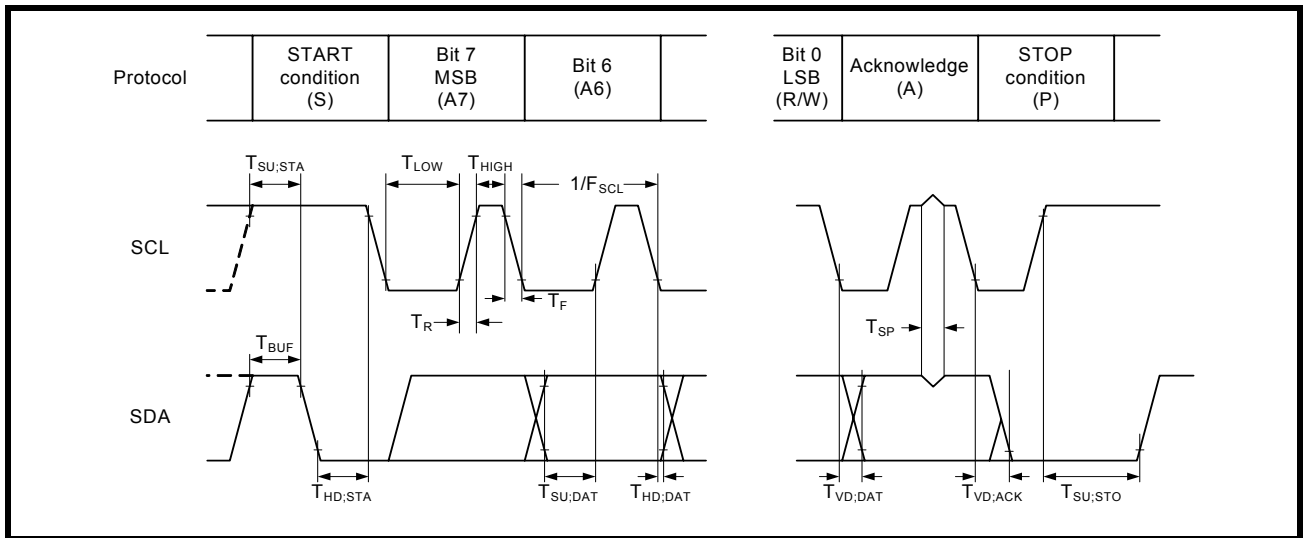 Protocol
START
condition
(S)
Bit 7
MSB
(A7)
Bit 6
(A6)
Bit 0
LSB
(R/W)
Acknowledge
(A)
STOP
condition
(P)
TSU;STA
TLOW
THIGH
1/FSCL
SCL
TR
TF
TSP
TBUF
SDA
THD;STA
TSU;DAT
THD;DAT
TVD;DAT
TVD;ACK
TSU;STO